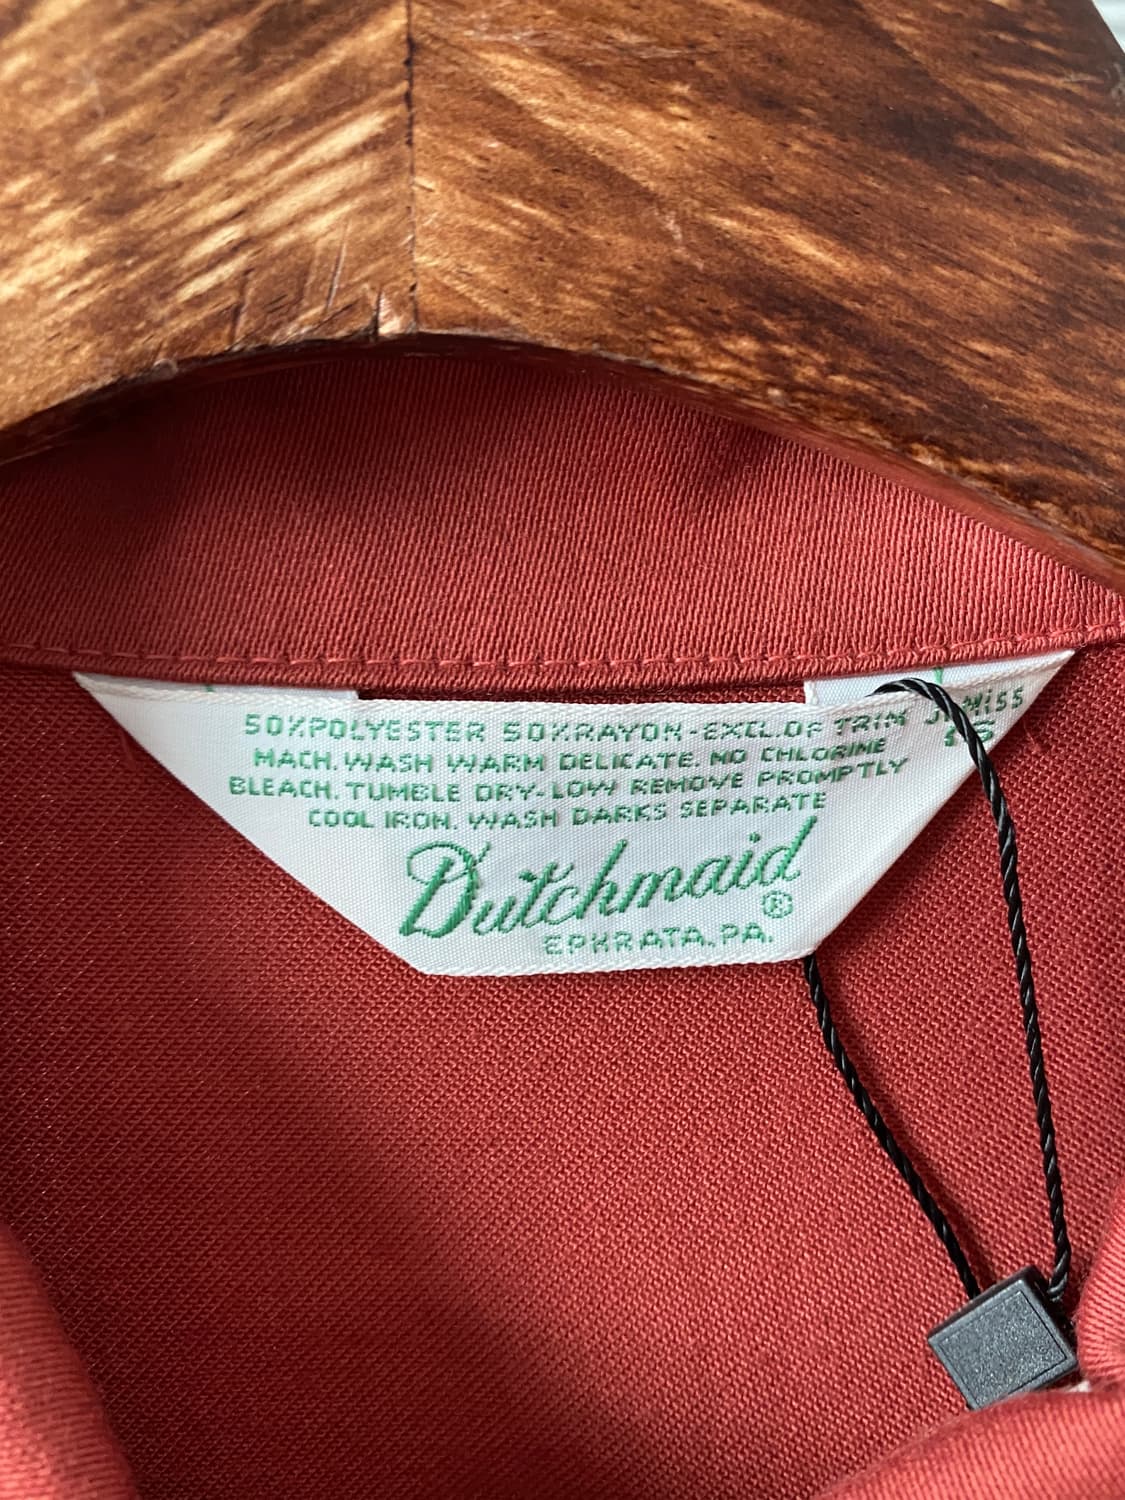 50%POLYESTER 50%RAYON-EXCL.OF TRIM
MACH. WASH WARM DELICATE. NO CHLORINE
BLEACH. TUMBLE DRY-LOW REMOVE PROMPTLY
COOL IRON. WASH DARKS SEPARATE
Dutchmaid ®
EPHRATA, PA.